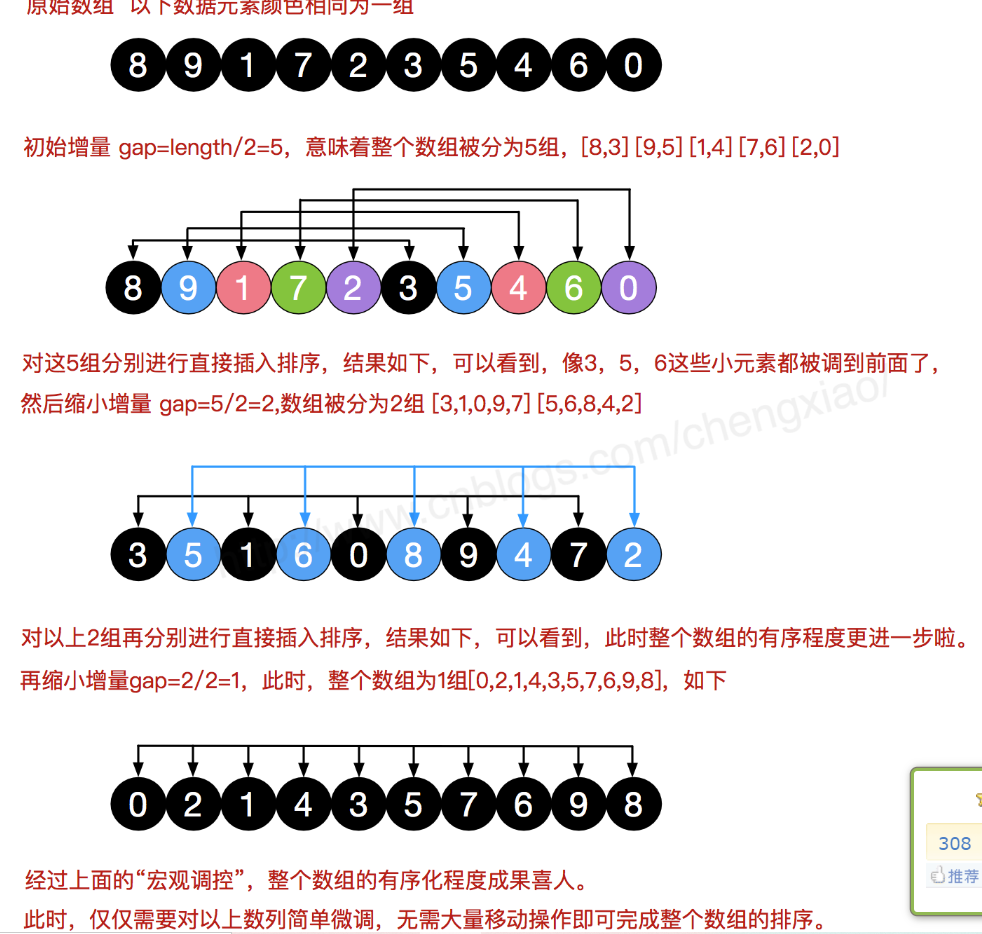 原始数组 以下数据元素颜色相同为一组
8 9 1 7 2 3 5 4 6 0
初始增量 gap=length/2=5，意味着整个数组被分为5组，[8,3] [9,5] [1,4] [7,6] [2,0]
8 9 1 7 2 3 5 4 6 0
对这5组分别进行直接插入排序，结果如下，可以看到，像3，5，6这些小元素都被调到前面了，
然后缩小增量 gap=5/2=2,数组被分为2组 [3,1,0,9,7] [5,6,8,4,2]
http://www.cnblogs.com/chengxiao/
3 5 1 6 0 8 9 4 7 2
对以上2组再分别进行直接插入排序，结果如下，可以看到，此时整个数组的有序程度更进一步啦。
再缩小增量gap=2/2=1，此时，整个数组为1组[0,2,1,4,3,5,7,6,9,8]，如下
0 2 1 4 3 5 7 6 9 8
308
推荐
经过上面的“宏观调控”，整个数组的有序化程度成果喜人。
此时，仅仅需要对以上数列简单微调，无需大量移动操作即可完成整个数组的排序。